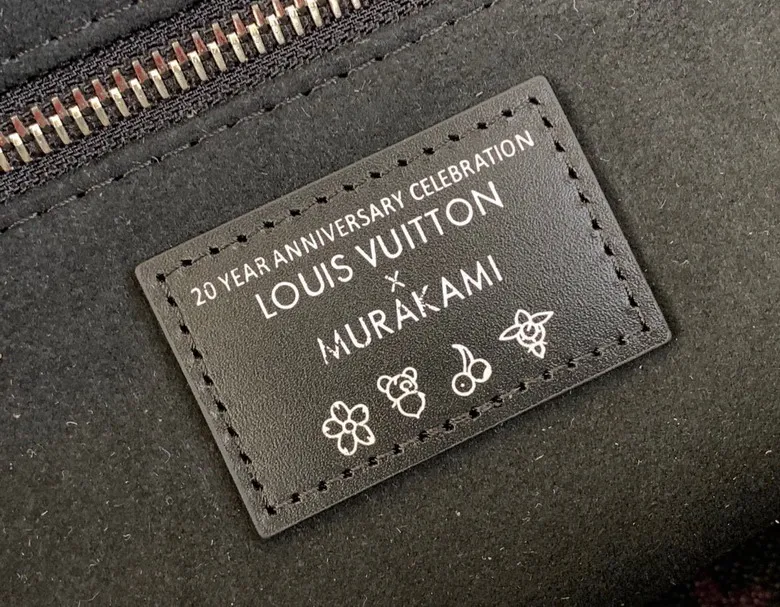 20 YEAR ANNIVERSARY CELEBRATION
LOUIS VUITTON
×
MURAKAMI